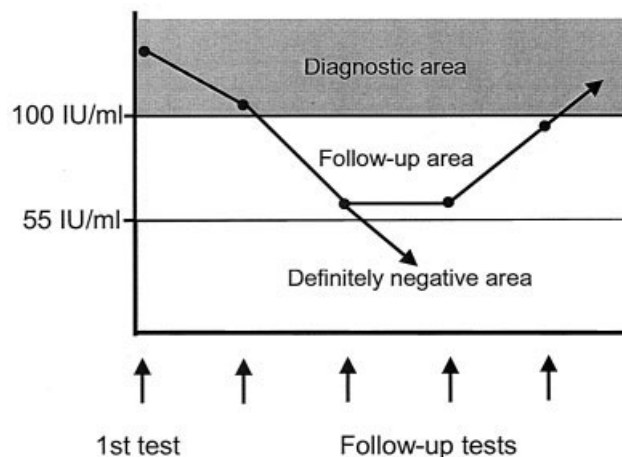 Diagnostic area
100 IU/ml
Follow-up area
55 IU/ml
Definitely negative area
1st test
Follow-up tests